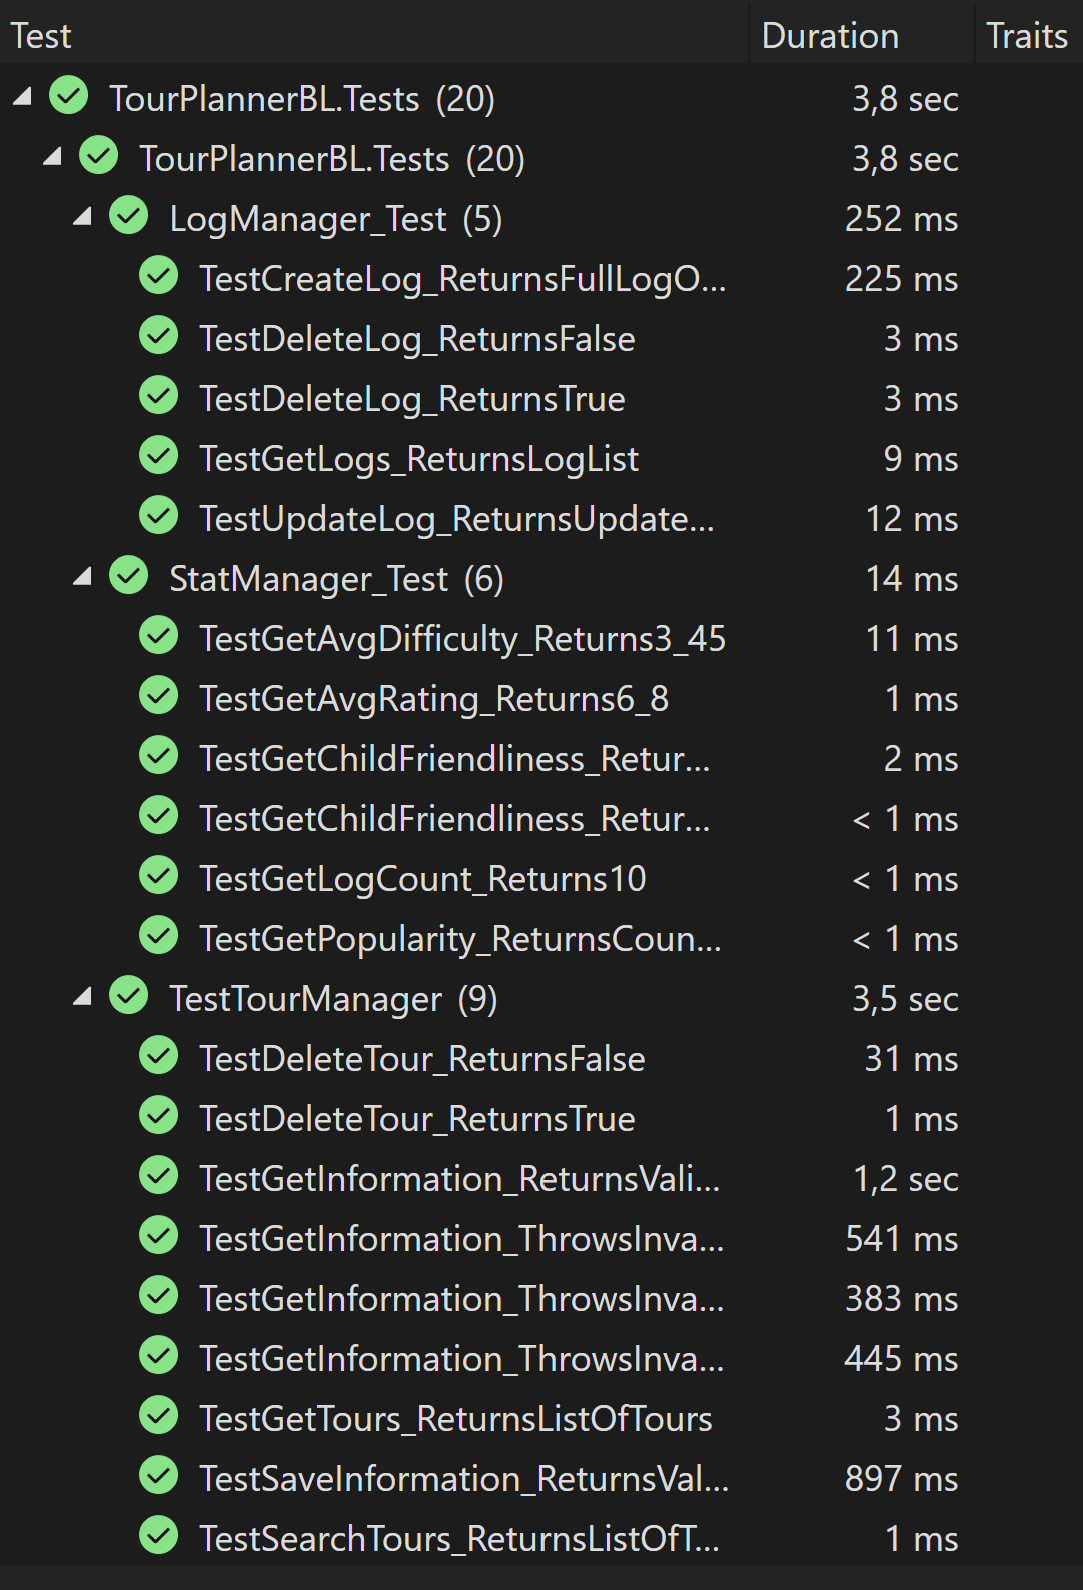 Test Duration Traits
TourPlannerBL.Tests (20) 3,8 sec
TourPlannerBL.Tests (20) 3,8 sec
LogManager_Test (5) 252 ms
TestCreateLog_ReturnsFullLogO... 225 ms
TestDeleteLog_ReturnsFalse 3 ms
TestDeleteLog_ReturnsTrue 3 ms
TestGetLogs_ReturnsLogList 9 ms
TestUpdateLog_ReturnsUpdate... 12 ms
StatManager_Test (6) 14 ms
TestGetAvgDifficulty_Returns3_45 11 ms
TestGetAvgRating_Returns6_8 1 ms
TestGetChildFriendliness_Retur... 2 ms
TestGetChildFriendliness_Retur... < 1 ms
TestGetLogCount_Returns10 < 1 ms
TestGetPopularity_ReturnsCoun... < 1 ms
TestTourManager (9) 3,5 sec
TestDeleteTour_ReturnsFalse 31 ms
TestDeleteTour_ReturnsTrue 1 ms
TestGetInformation_ReturnsVali... 1,2 sec
TestGetInformation_ThrowsInva... 541 ms
TestGetInformation_ThrowsInva... 383 ms
TestGetInformation_ThrowsInva... 445 ms
TestGetTours_ReturnsListOfTours 3 ms
TestSaveInformation_ReturnsVal... 897 ms
TestSearchTours_ReturnsListOfT... 1 ms